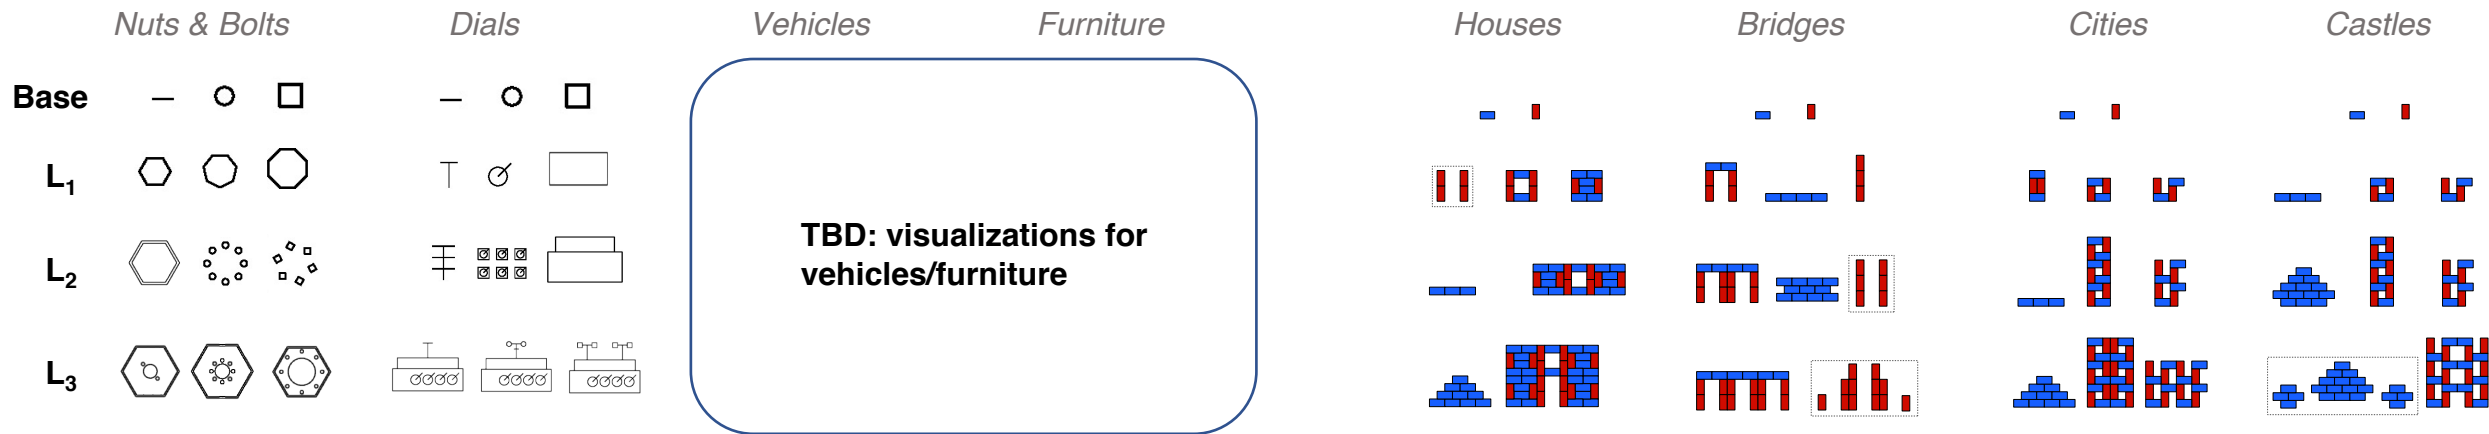 Nuts & Bolts Dials Vehicles Furniture Houses Bridges Cities Castles
Base
L1
TBD: visualizations for
vehicles/furniture
L2
L3